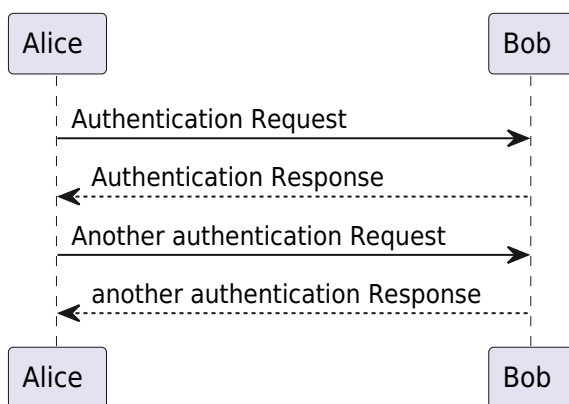 Alice
Bob
Authentication Request
Authentication Response
Another authentication Request
another authentication Response
Alice
Bob